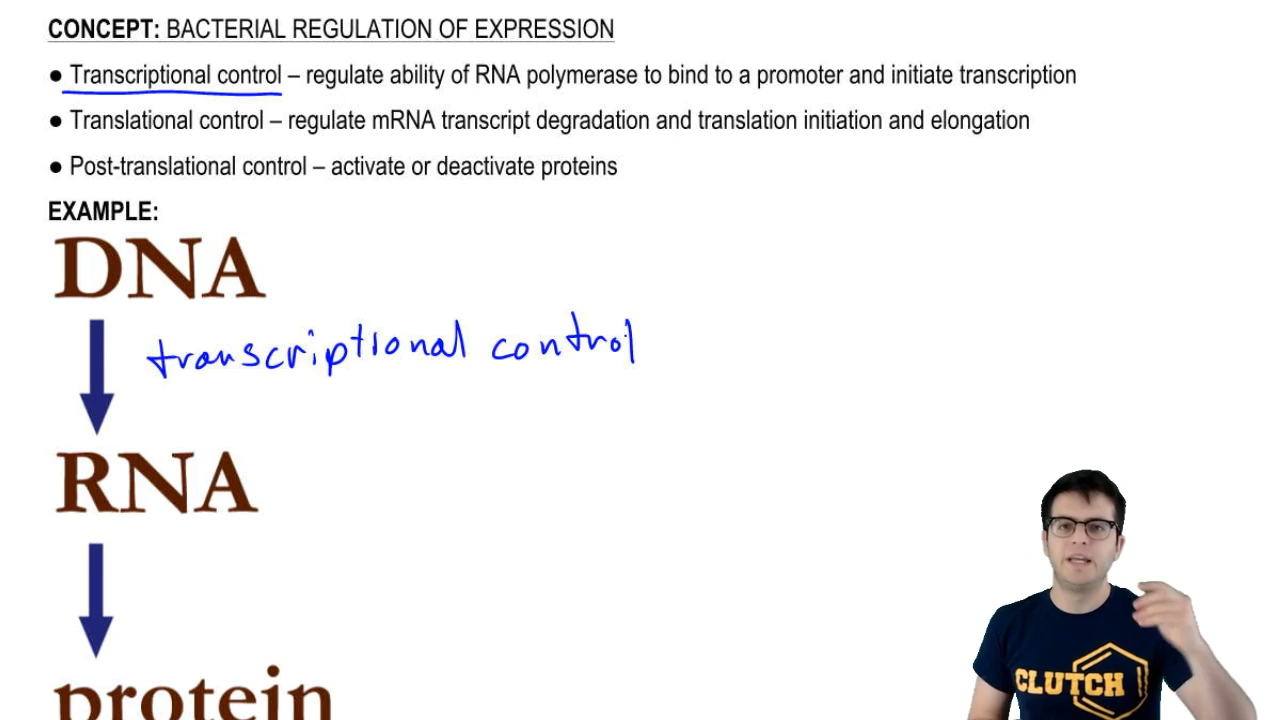 CONCEPT: BACTERIAL REGULATION OF EXPRESSION
● Transcriptional control – regulate ability of RNA polymerase to bind to a promoter and initiate transcription
● Translational control – regulate mRNA transcript degradation and translation initiation and elongation
● Post-translational control – activate or deactivate proteins
EXAMPLE:
DNA
transcriptional control
RNA
protein
CLUTCH